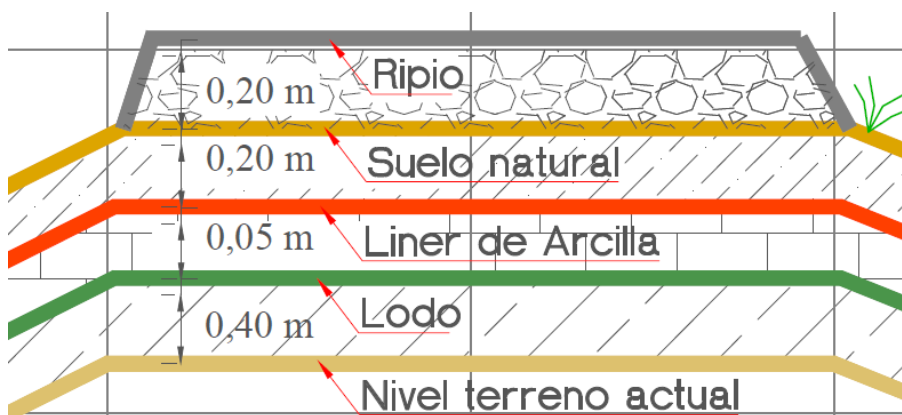 Ripio
0,20 m
Suelo natural
0,20 m
Liner de Arcilla
0,05 m
Lodo
0,40 m
Nivel terreno actual